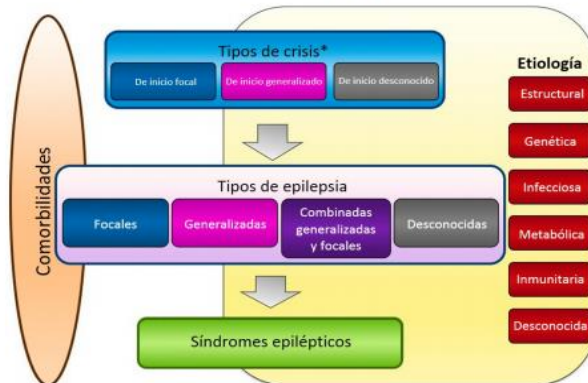 Tipos de crisis*
De inicio focal
De inicio generalizado
De inicio desconocido
Etiología
Estructural
Genética
Infecciosa
Metabólica
Inmunitaria
Desconocida
Comorbilidades
Tipos de epilepsia
Focales
Generalizadas
Combinadas
generalizadas
y focales
Desconocidas
Síndromes epilépticos